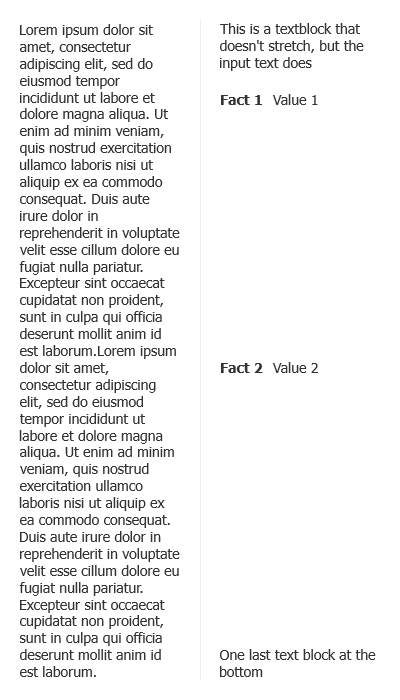 Lorem ipsum dolor sit
amet, consectetur
adipiscing elit, sed do
eiusmod tempor
incididunt ut labore et
dolore magna aliqua. Ut
enim ad minim veniam,
quis nostrud exercitation
ullamco laboris nisi ut
aliquip ex ea commodo
consequat. Duis aute
irure dolor in
reprehenderit in voluptate
velit esse cillum dolore eu
fugiat nulla pariatur.
Excepteur sint occaecat
cupidatat non proident,
sunt in culpa qui officia
deserunt mollit anim id
est laborum.Lorem ipsum
dolor sit amet,
consectetur adipiscing
elit, sed do eiusmod
tempor incididunt ut
labore et dolore magna
aliqua. Ut enim ad minim
veniam, quis nostrud
exercitation ullamco
laboris nisi ut aliquip ex
ea commodo consequat.
Duis aute irure dolor in
reprehenderit in voluptate
velit esse cillum dolore eu
fugiat nulla pariatur.
Excepteur sint occaecat
cupidatat non proident,
sunt in culpa qui officia
deserunt mollit anim id
est laborum.
This is a textblock that
doesn't stretch, but the
input text does
Fact 1 Value 1
Fact 2 Value 2
One last text block at the
bottom